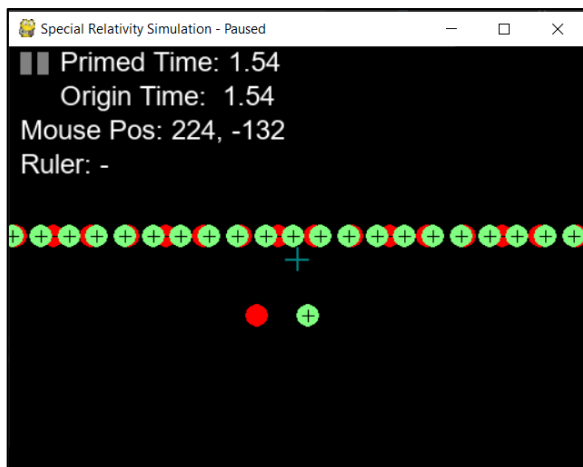 Special Relativity Simulation - Paused
Primed Time: 1.54
Origin Time: 1.54
Mouse Pos: 224, -132
Ruler: -